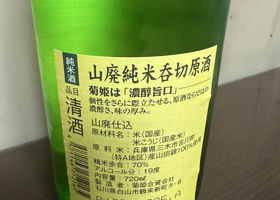 純米酒
品目
清酒
山廃純米呑切原酒
菊姫は「濃醇旨口」
個性をさらに際立たせる、原酒ならではの
濃さ、味の厚み。
山廃仕込
原材料名：米（国産）
米こうじ（国産米）
原料米：兵庫県三木市吉川町
（特A地区）産山田錦100%使用
精米歩合：70%
アルコール分：19度
内容量：720ml
製造者：菊姫合資会社
石川県白山市鶴来新町タ8